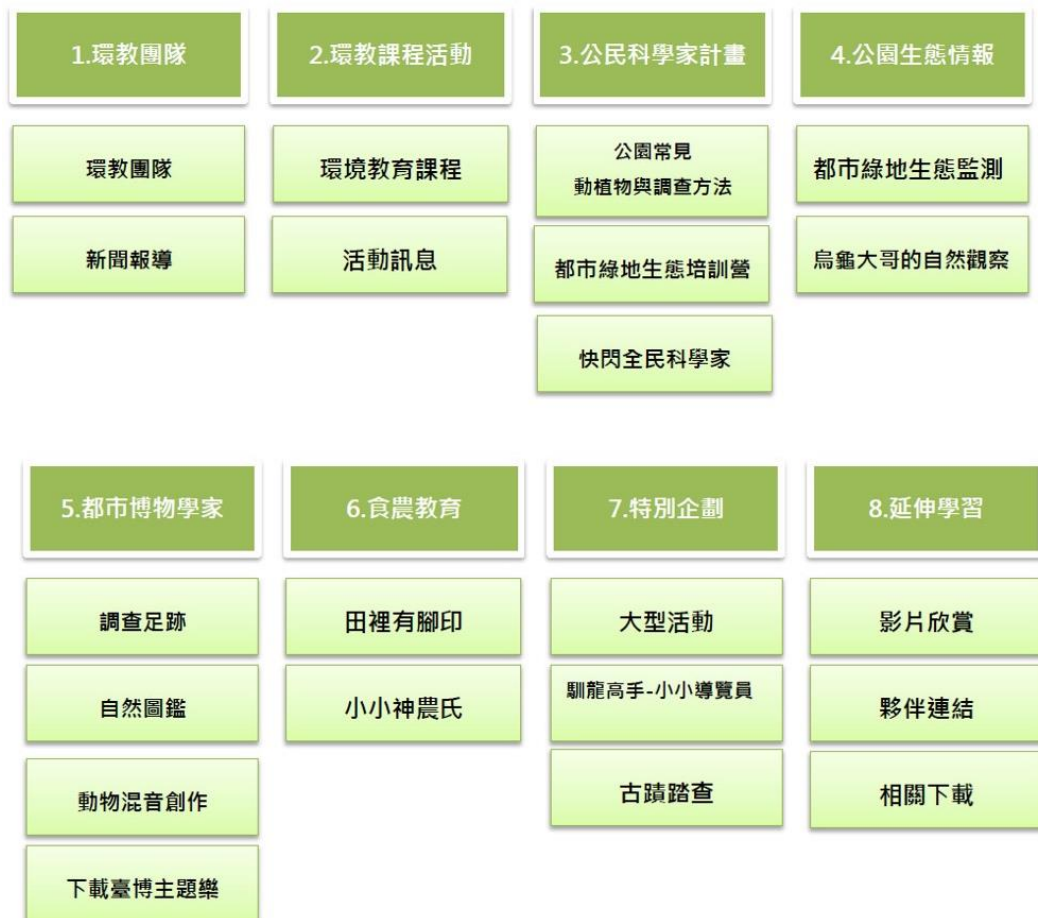 1.環教團隊
2.環教課程活動
3.公民科學家計畫
4.公園生態情報
環教團隊
環境教育課程
公園常見
動植物與調查方法
都市綠地生態監測
新聞報導
活動訊息
都市綠地生態培訓營
烏龜大哥的自然觀察
快閃全民科學家
5.都市博物學家
6.食農教育
7.特別企劃
8.延伸學習
調查足跡
田裡有腳印
大型活動
影片欣賞
自然圖鑑
小小神農氏
馴龍高手-小小導覽員
夥伴連結
動物混音創作
古蹟踏查
相關下載
下載臺博主題樂